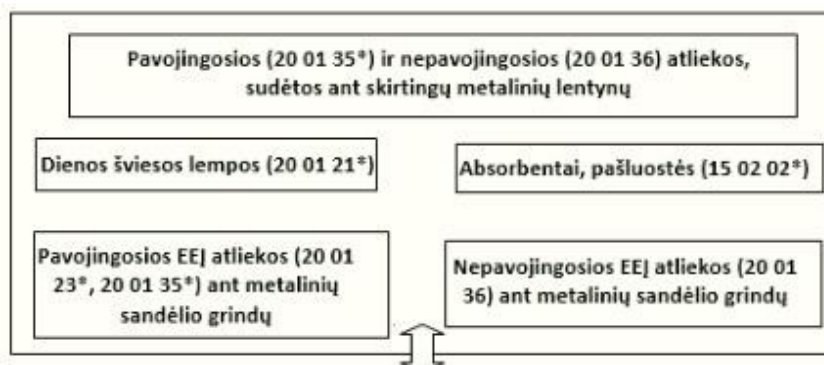 Pavojingosios (20 01 35*) ir nepavojingosios (20 01 36) atliekos,
sudėtos ant skirtingų metalinių lentynų
Dienos šviesos lempos (20 01 21*)
Absorbentai, pašluostės (15 02 02*)
Pavojingosios EEĮ atliekos (20 01
23*, 20 01 35*) ant metalinių
sandėlio grindų
Nepavojingosios EEĮ atliekos (20 01
36) ant metalinių sandėlio grindų